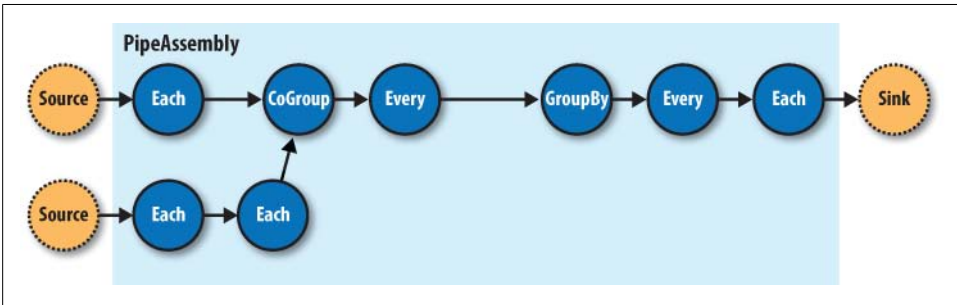 PipeAssembly
Source Each CoGroup Every GroupBy Every Each Sink
Source Each Each